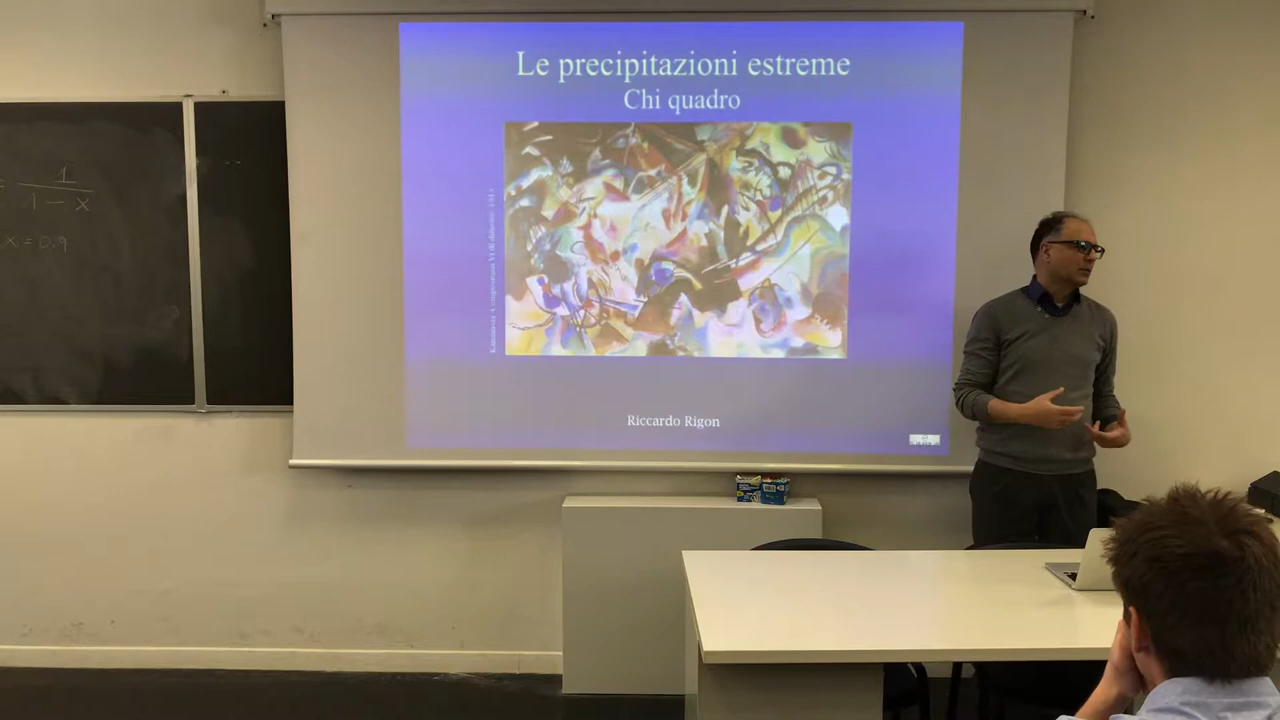 Le precipitazioni estreme
Chi quadro
Riccardo Rigon
1
1 - x
x = 0.9